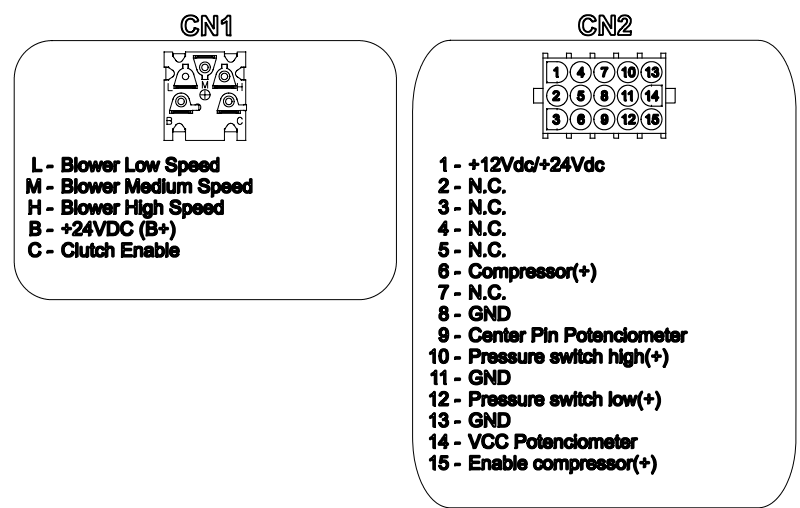 CN1
M
L H
B C
L - Blower Low Speed
M - Blower Medium Speed
H - Blower High Speed
B - +24VDC (B+)
C - Clutch Enable
CN2
1 4 7 10 13
2 5 8 11 14
3 6 9 12 15
1 - +12Vdc/+24Vdc
2 - N.C.
3 - N.C.
4 - N.C.
5 - N.C.
6 - Compressor(+)
7 - N.C.
8 - GND
9 - Center Pin Potenciometer
10 - Pressure switch high(+)
11 - GND
12 - Pressure switch low(+)
13 - GND
14 - VCC Potenciometer
15 - Enable compressor(+)